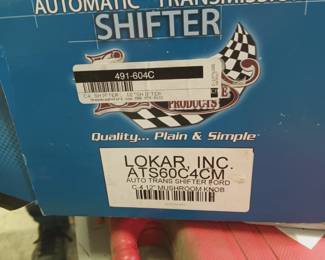 AUTOMATIC TRANSMISSION
SHIFTER
491-604C
PRODUCTS
Quality... Plain & Simple
LOKAR, INC.
ATS60C4CM
AUTO TRANS SHIFTER FORD
C-4 12" MUSHROOM KNOB